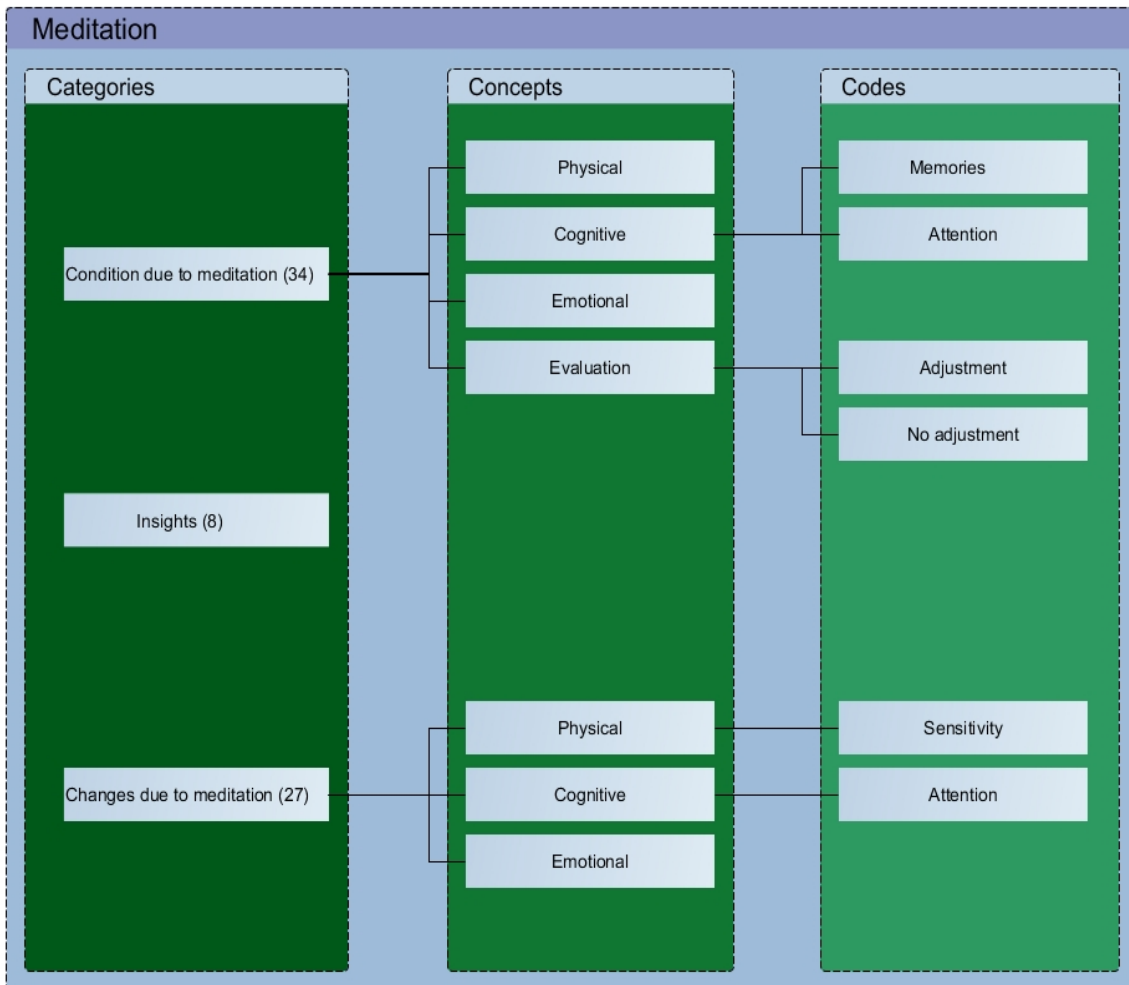 Meditation
Categories
Concepts
Codes
Physical
Memories
Cognitive
Attention
Condition due to meditation (34)
Emotional
Evaluation
Adjustment
No adjustment
Insights (8)
Physical
Sensitivity
Changes due to meditation (27)
Cognitive
Attention
Emotional